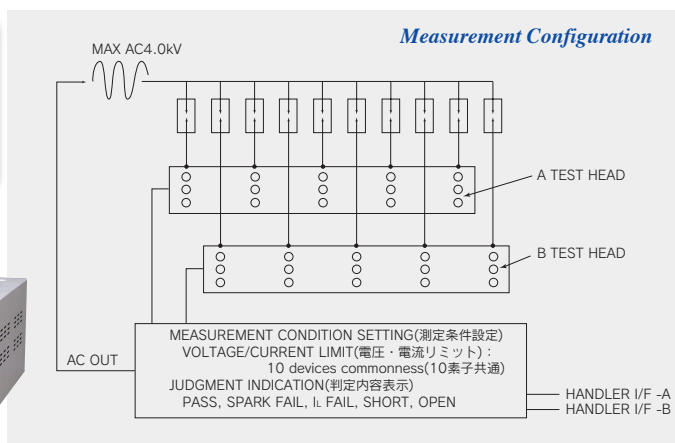 Measurement Configuration
MAX AC4.0kV
A TEST HEAD
B TEST HEAD
MEASUREMENT CONDITION SETTING(測定条件設定)
VOLTAGE/CURRENT LIMIT(電圧・電流リミット)：
10 devices commonness(10素子共通)
JUDGMENT INDICATION(判定内容表示)
PASS, SPARK FAIL, IL FAIL, SHORT, OPEN
AC OUT
HANDLER I/F -A
HANDLER I/F -B